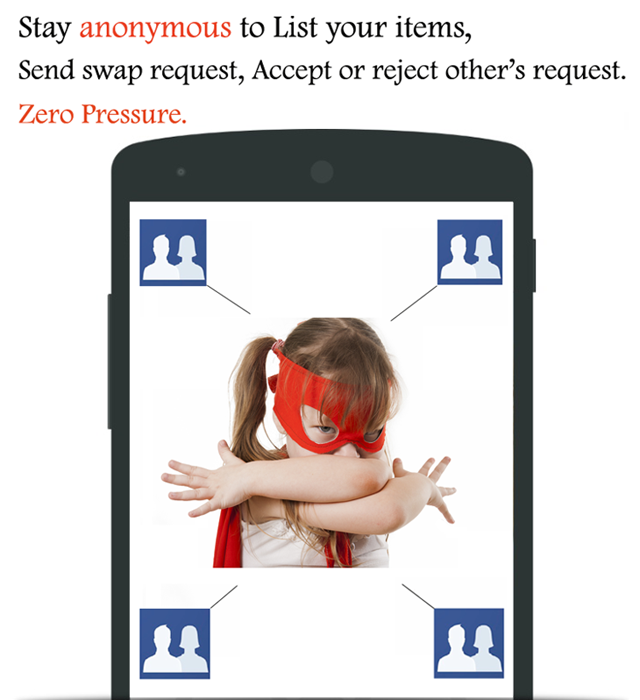 Stay anonymous to List your items,
Send swap request, Accept or reject other's request.
Zero Pressure.